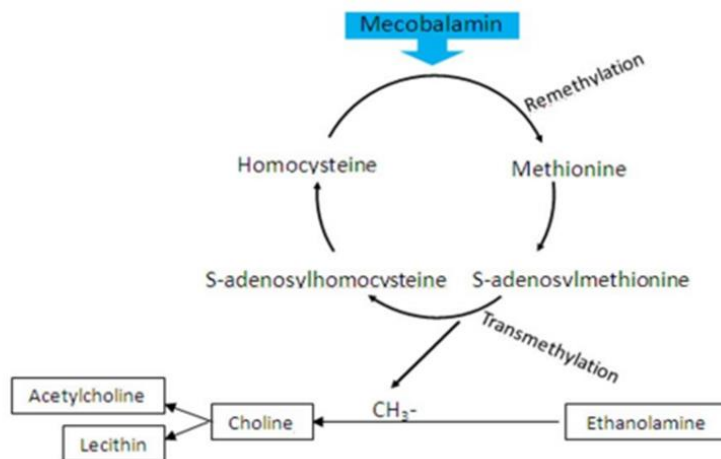 Mecobalamin
Remethylation
Homocysteine
Methionine
S-adenosylhomocysteine
S-adenosylmethionine
Transmethylation
Acetylcholine
CH₃-
Choline
Ethanolamine
Lecithin